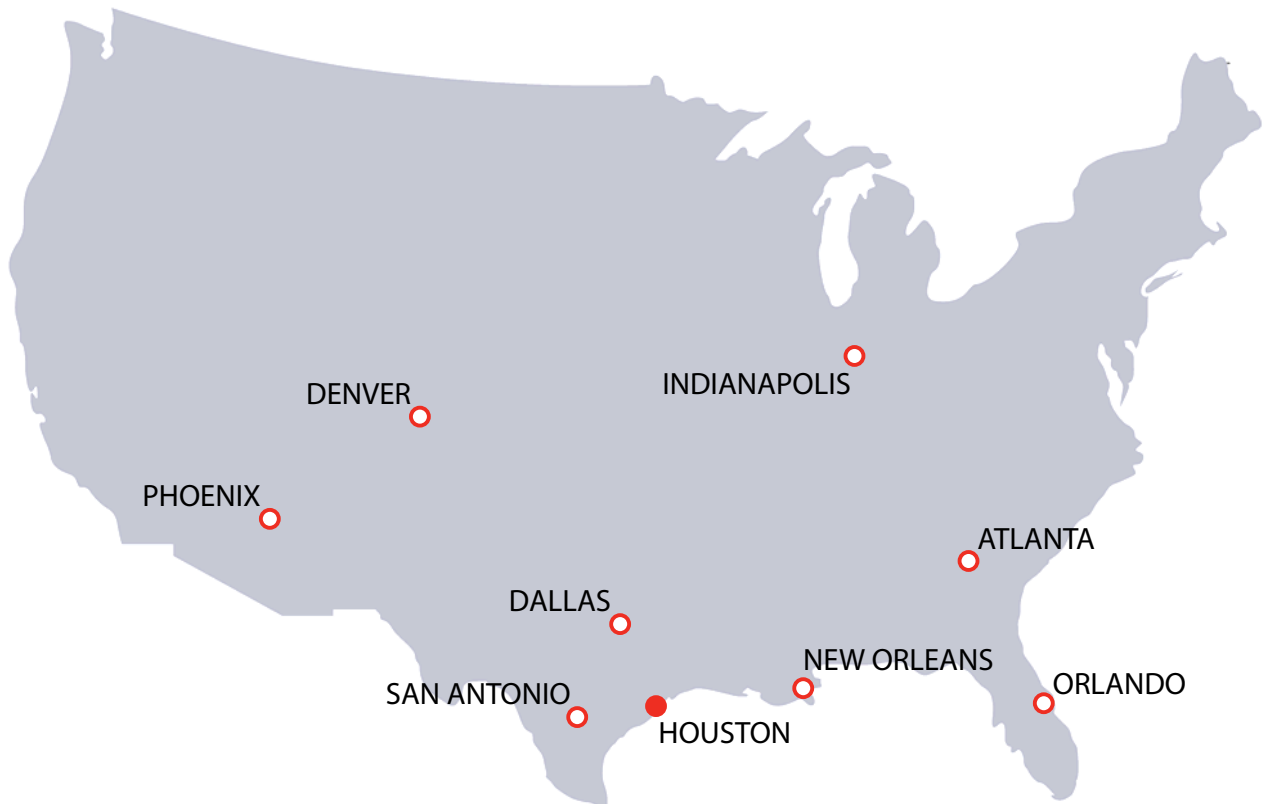 INDIANAPOLIS
DENVER
PHOENIX
ATLANTA
DALLAS
NEW ORLEANS
ORLANDO
SAN ANTONIO
HOUSTON